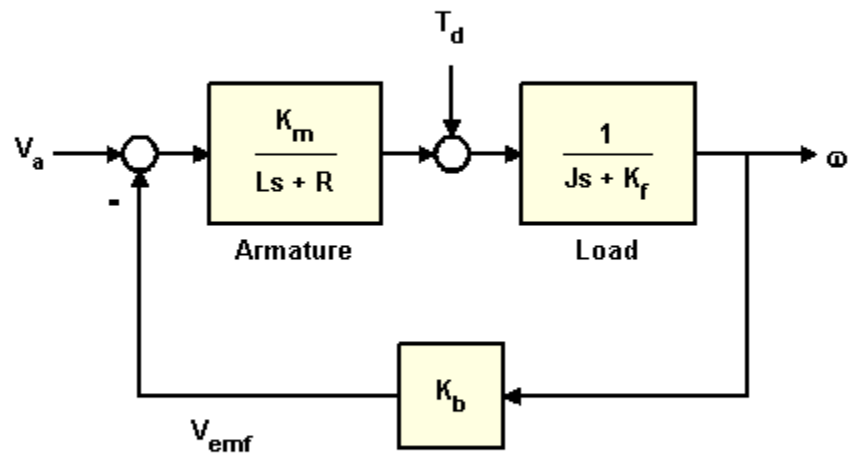 T_d
V_a
-
K_m
Ls + R
Armature
1
Js + K_f
Load
ω
K_b
V_emf